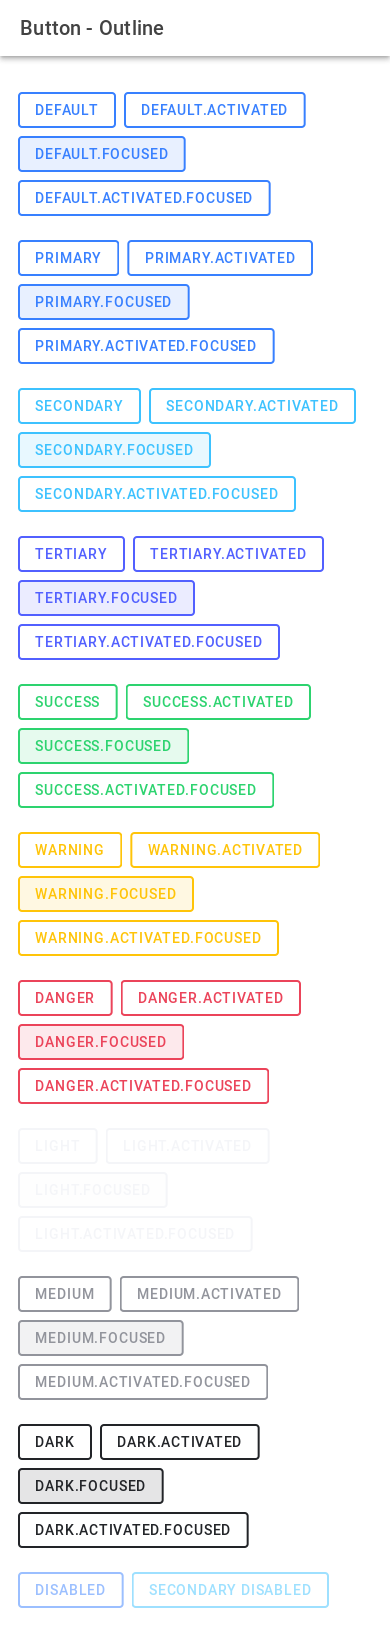 Button - Outline
DEFAULT DEFAULT.ACTIVATED
DEFAULT.FOCUSED
DEFAULT.ACTIVATED.FOCUSED
PRIMARY PRIMARY.ACTIVATED
PRIMARY.FOCUSED
PRIMARY.ACTIVATED.FOCUSED
SECONDARY SECONDARY.ACTIVATED
SECONDARY.FOCUSED
SECONDARY.ACTIVATED.FOCUSED
TERTIARY TERTIARY.ACTIVATED
TERTIARY.FOCUSED
TERTIARY.ACTIVATED.FOCUSED
SUCCESS SUCCESS.ACTIVATED
SUCCESS.FOCUSED
SUCCESS.ACTIVATED.FOCUSED
WARNING WARNING.ACTIVATED
WARNING.FOCUSED
WARNING.ACTIVATED.FOCUSED
DANGER DANGER.ACTIVATED
DANGER.FOCUSED
DANGER.ACTIVATED.FOCUSED
LIGHT LIGHT.ACTIVATED
LIGHT.FOCUSED
LIGHT.ACTIVATED.FOCUSED
MEDIUM MEDIUM.ACTIVATED
MEDIUM.FOCUSED
MEDIUM.ACTIVATED.FOCUSED
DARK DARK.ACTIVATED
DARK.FOCUSED
DARK.ACTIVATED.FOCUSED
DISABLED SECONDARY DISABLED